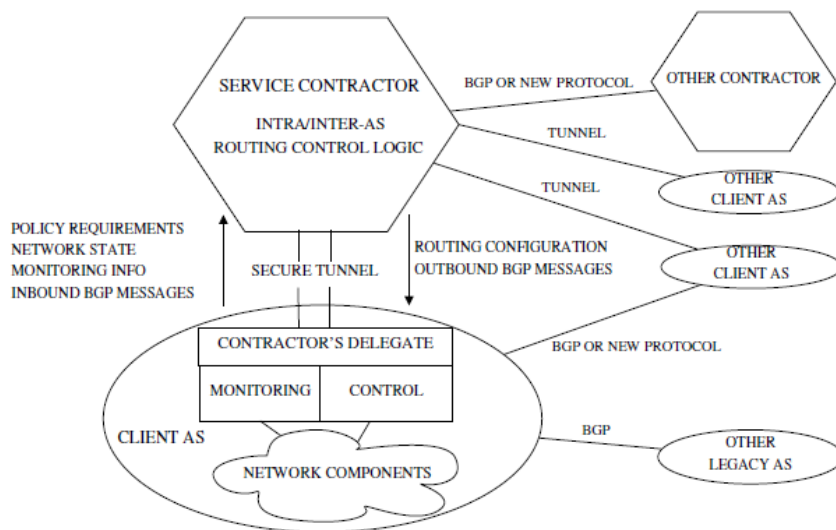 SERVICE CONTRACTOR
INTRA/INTER-AS
ROUTING CONTROL LOGIC
BGP OR NEW PROTOCOL
OTHER CONTRACTOR
TUNNEL
OTHER
CLIENT AS
TUNNEL
OTHER
CLIENT AS
POLICY REQUIREMENTS
NETWORK STATE
MONITORING INFO
INBOUND BGP MESSAGES
SECURE TUNNEL
ROUTING CONFIGURATION
OUTBOUND BGP MESSAGES
CONTRACTOR'S DELEGATE
MONITORING
CONTROL
CLIENT AS
NETWORK COMPONENTS
BGP OR NEW PROTOCOL
BGP
OTHER
LEGACY AS